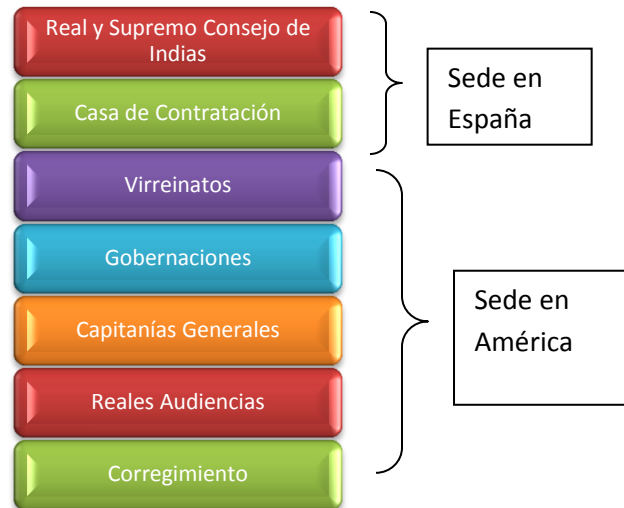 Real y Supremo Consejo de
Indias
Casa de Contratación
Sede en
España
Virreinatos
Gobernaciones
Capitanías Generales
Reales Audiencias
Corregimiento
Sede en
América